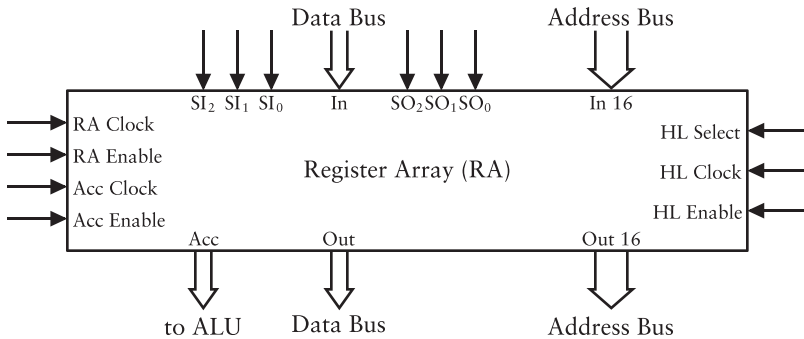 Data Bus Address Bus
SI₂ SI₁ SI₀ In SO₂ SO₁ SO₀ In 16
RA Clock
HL Select
RA Enable
Register Array (RA)
HL Clock
Acc Clock
HL Enable
Acc Enable
Acc Out Out 16
to ALU Data Bus Address Bus